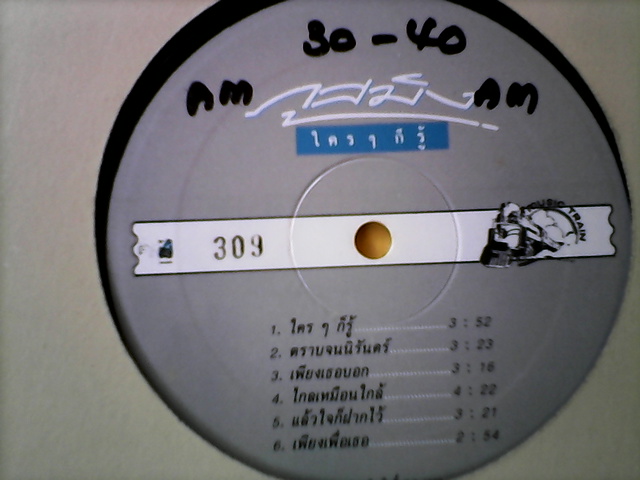 30 - 40
AM ภูสมิง AM
ใคร ๆ ก็ รู้
309
MUSIC TRAIN
1. ใคร ๆ ก็รู้ 3 : 52
2. ตราบจนนิรันดร์ 3 : 23
3. เพียงเธอบอก 3 : 16
4. ไกลเหมือนใกล้ 4 : 22
5. แล้วใจก็ฝากไว้ 3 : 21
6. เพียงเพื่อเธอ 2 : 54